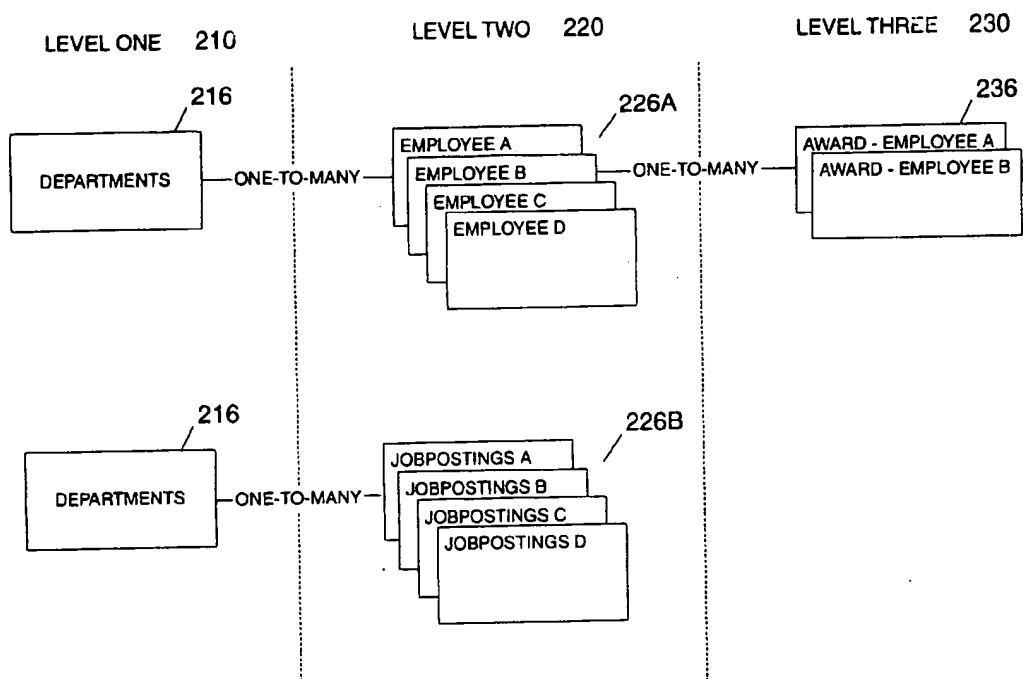 LEVEL ONE 210
LEVEL TWO 220
LEVEL THREE 230
216
DEPARTMENTS
ONE-TO-MANY
226A
EMPLOYEE A
EMPLOYEE B
EMPLOYEE C
EMPLOYEE D
ONE-TO-MANY
236
AWARD - EMPLOYEE A
AWARD - EMPLOYEE B
216
DEPARTMENTS
ONE-TO-MANY
226B
JOBPOSTINGS A
JOBPOSTINGS B
JOBPOSTINGS C
JOBPOSTINGS D